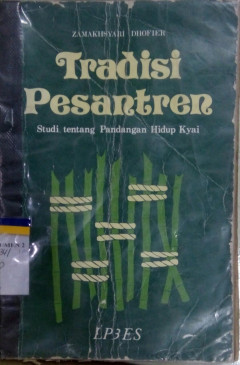 ZAMAKHSYARI DHOFIER
Tradisi
Pesantren
Studi tentang Pandangan Hidup Kyai
LP3ES